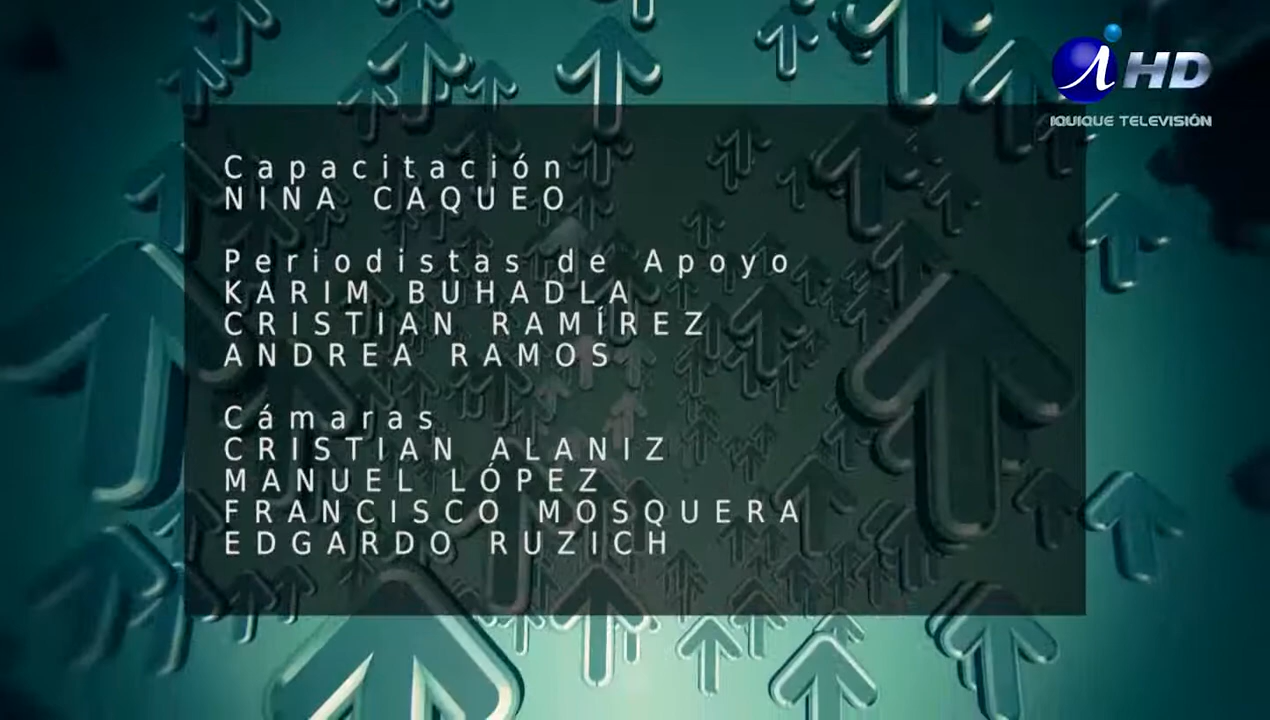 HD
IQUIQUE TELEVISIÓN
Capacitación
NINA CAQUEO
Periodistas de Apoyo
KARIM BUHADLA
CRISTIAN RAMÍREZ
ANDREA RAMOS
Cámaras
CRISTIAN ALANIZ
MANUEL LÓPEZ
FRANCISCO MOSQUERA
EDGARDO RUZICH